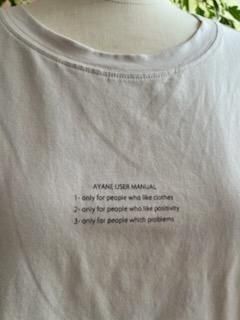 AYANE USER MANUAL
1- only for people who like clothes
2- only for people who like positivity
3- only for people which problems